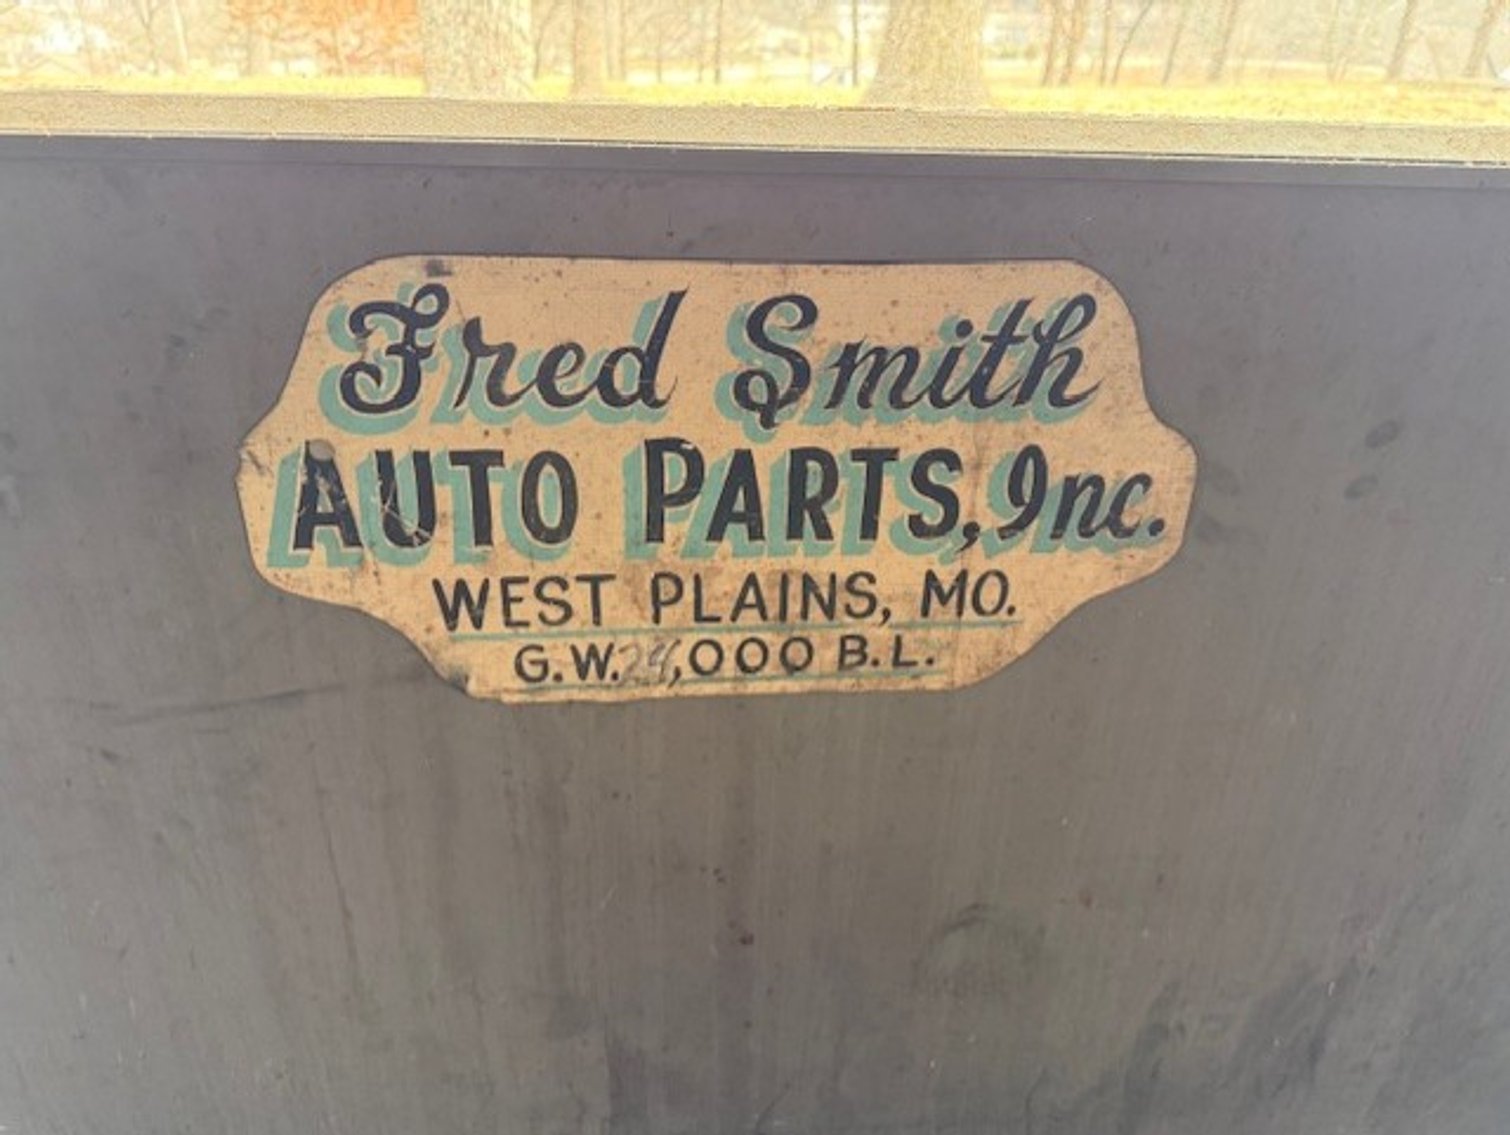 Fred Smith
AUTO PARTS, Inc.
WEST PLAINS, MO.
G.W. 24,000 B.L.